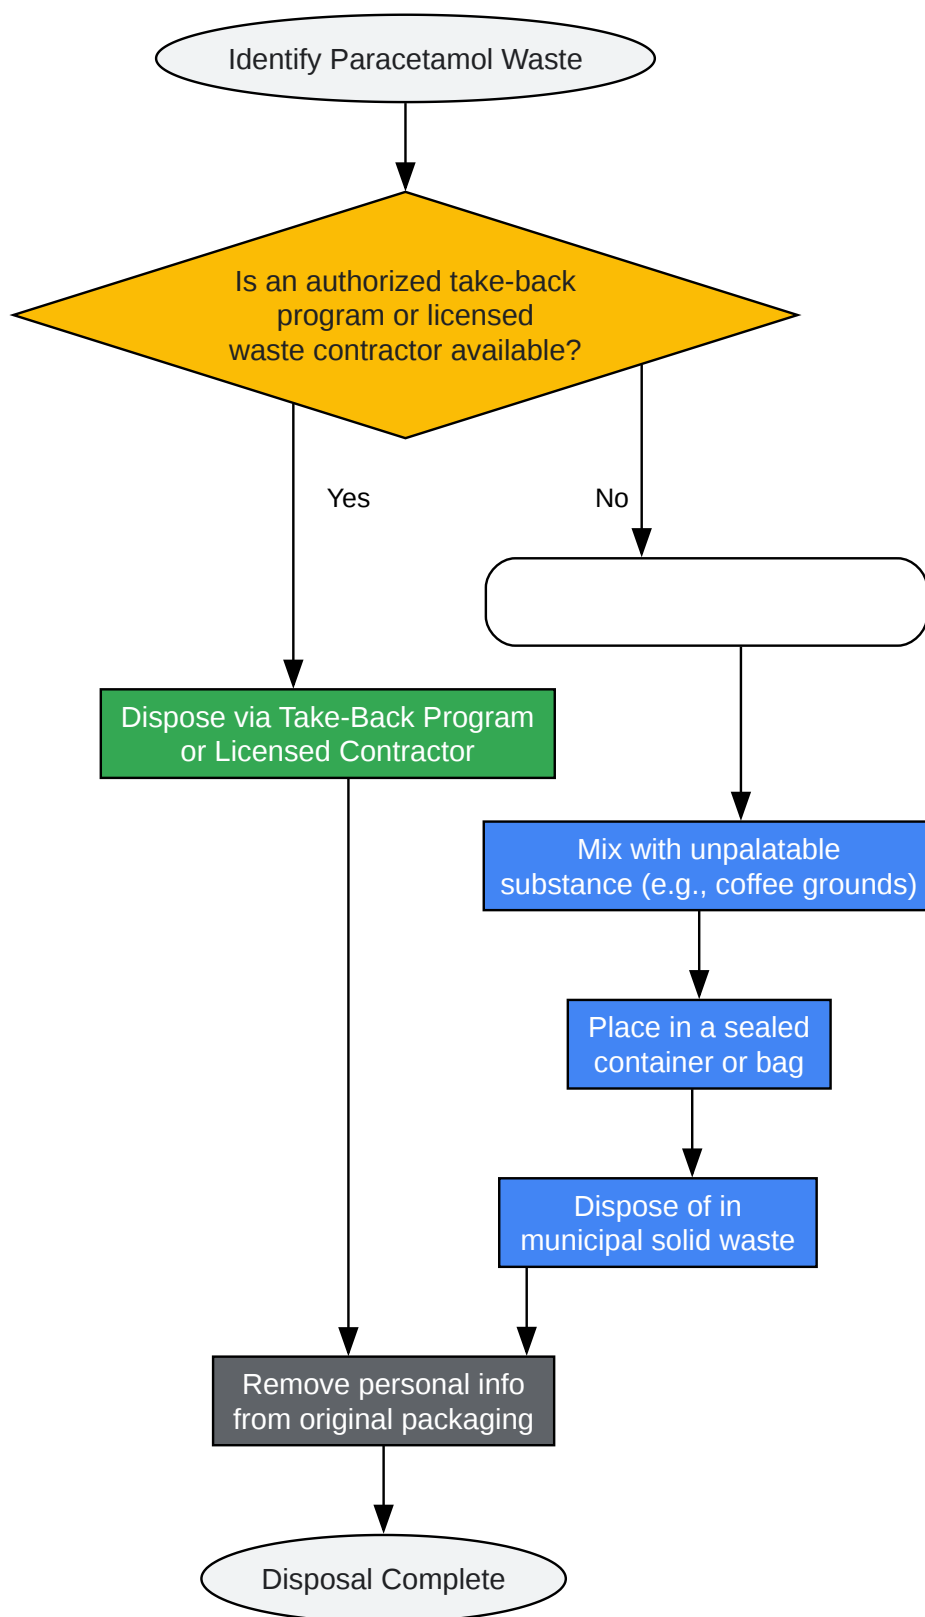 Identify Paracetamol Waste
Is an authorized take-back
program or licensed
waste contractor available?
Yes
No
Dispose via Take-Back Program
or Licensed Contractor
Mix with unpalatable
substance (e.g., coffee grounds)
Place in a sealed
container or bag
Dispose of in
municipal solid waste
Remove personal info
from original packaging
Disposal Complete